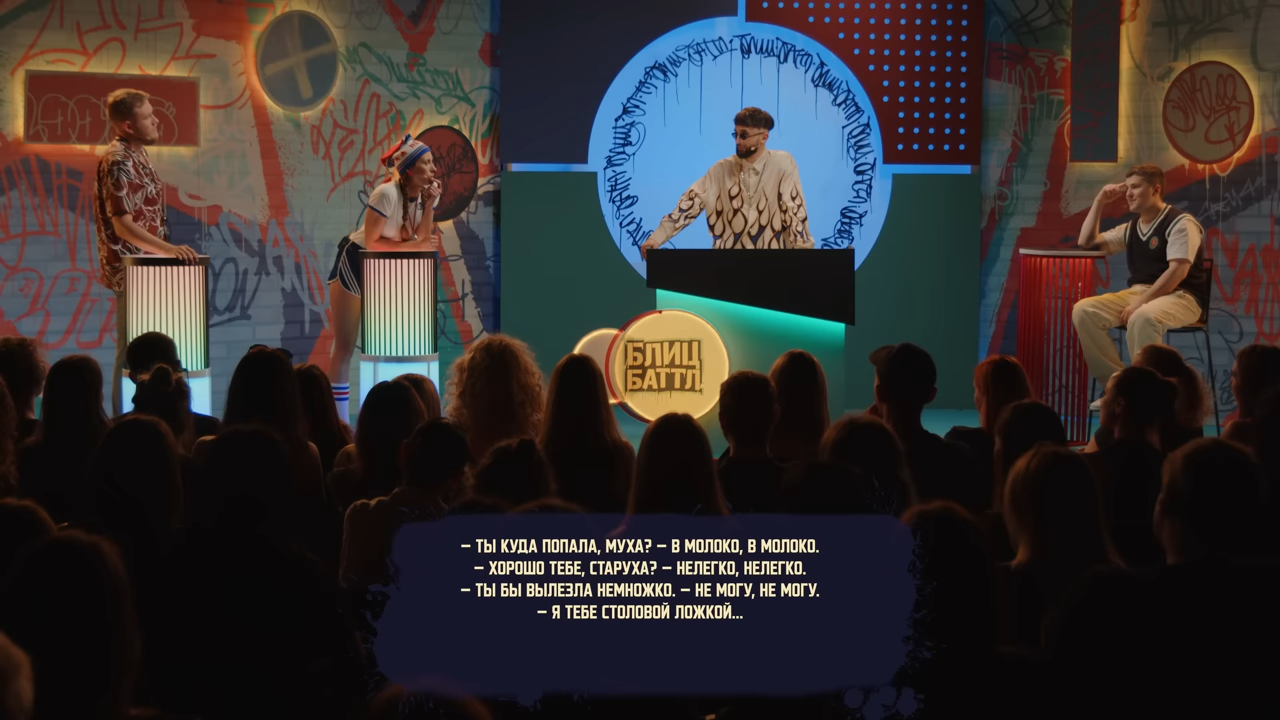 БЛИЦ
БАТТЛ
– ТЫ КУДА ПОПАЛА, МУХА? – В МОЛОКО, В МОЛОКО.
– ХОРОШО ТЕБЕ, СТАРУХА? – НЕЛЕГКО, НЕЛЕГКО.
– ТЫ БЫ ВЫЛЕЗЛА НЕМНОЖКО. – НЕ МОГУ, НЕ МОГУ.
– Я ТЕБЕ СТОЛОВОЙ ЛОЖКОЙ...